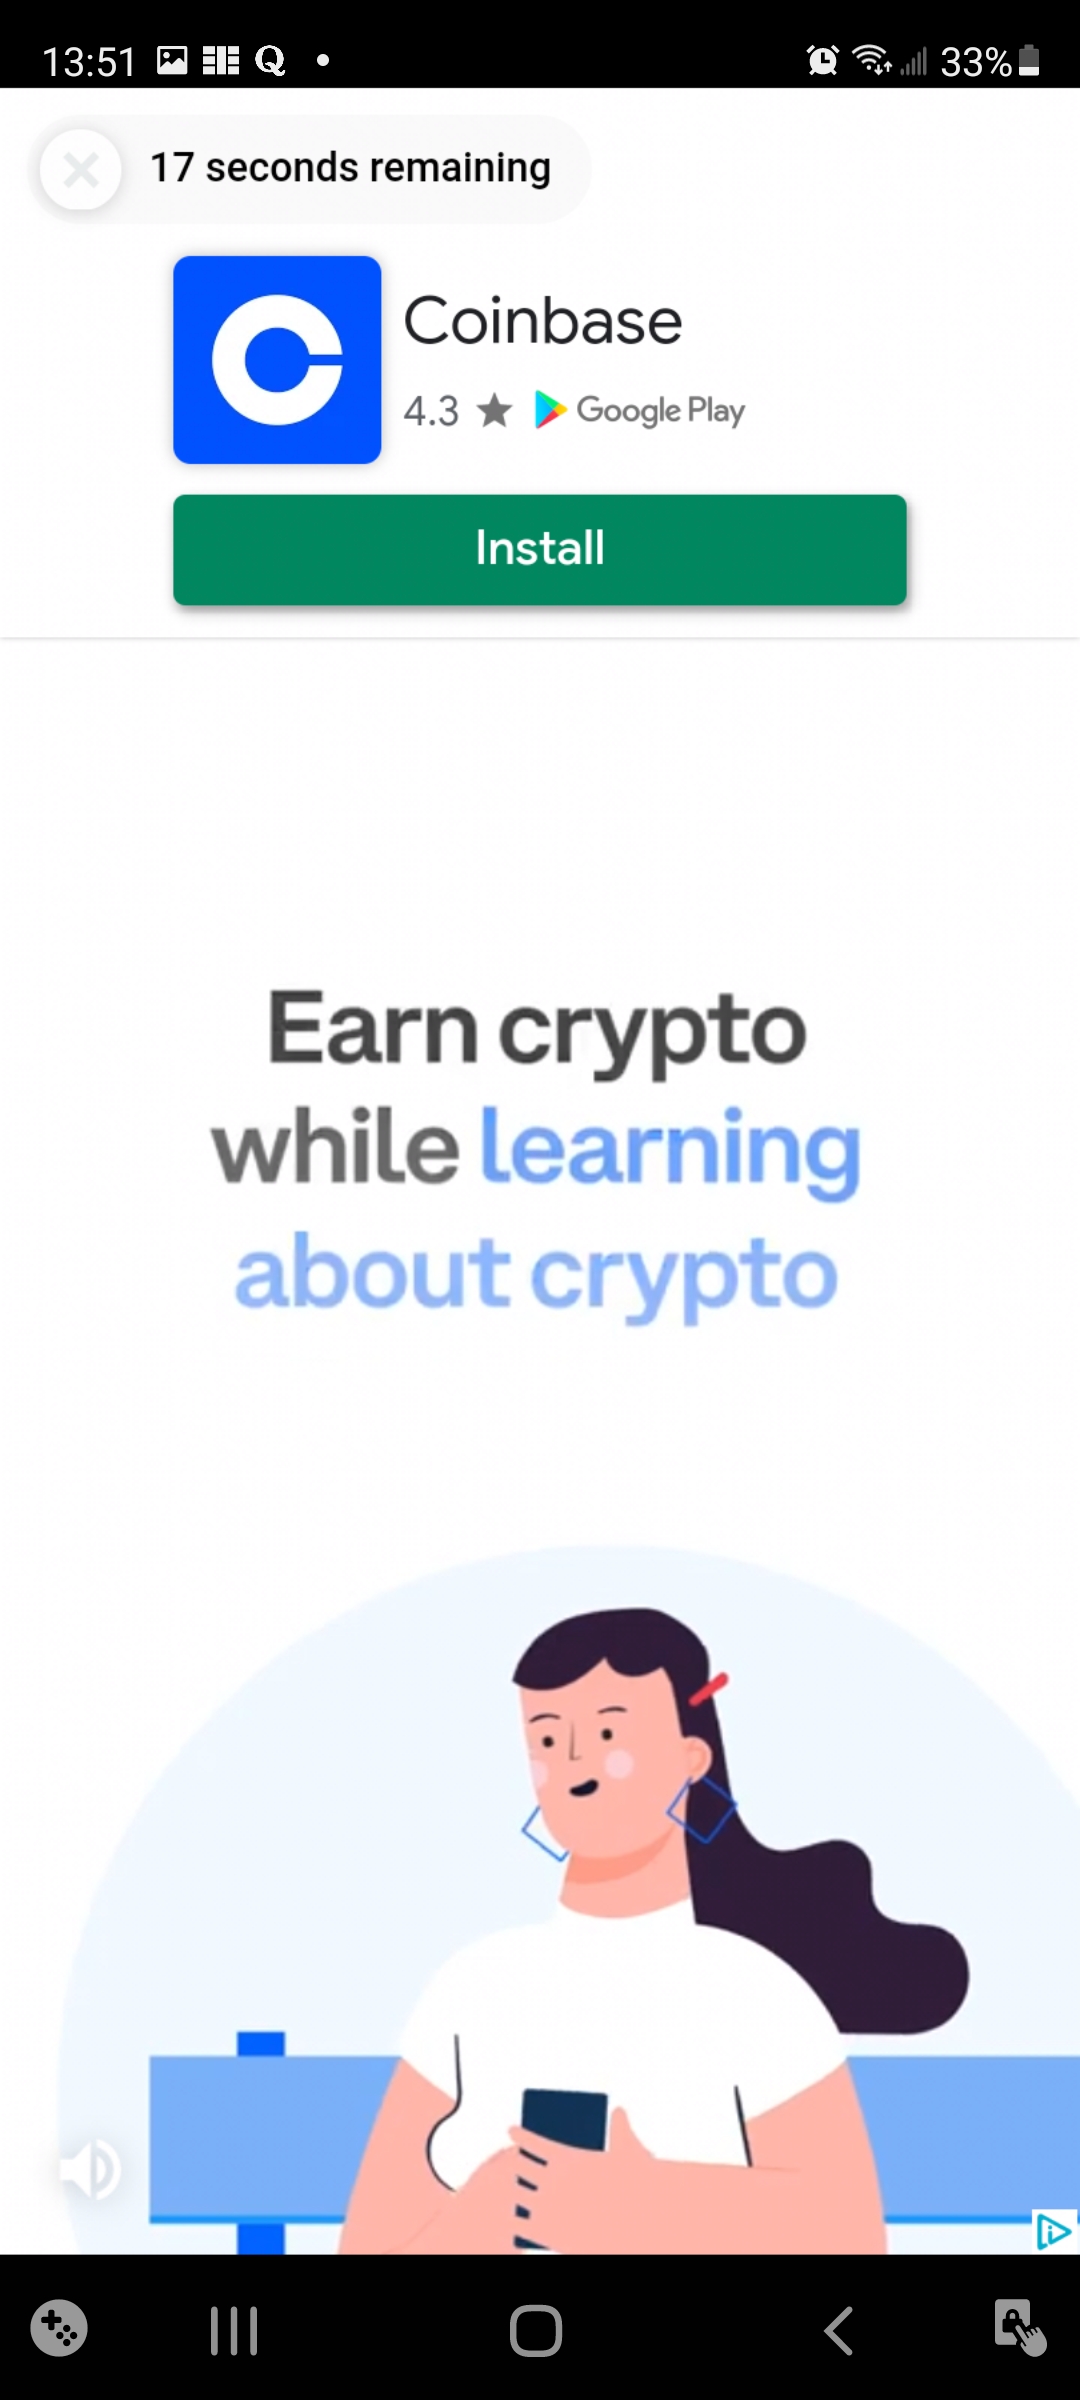 13:51 Q 33%
17 seconds remaining
Coinbase
4.3 ★ Google Play
Install
Earn crypto
while learning
about crypto